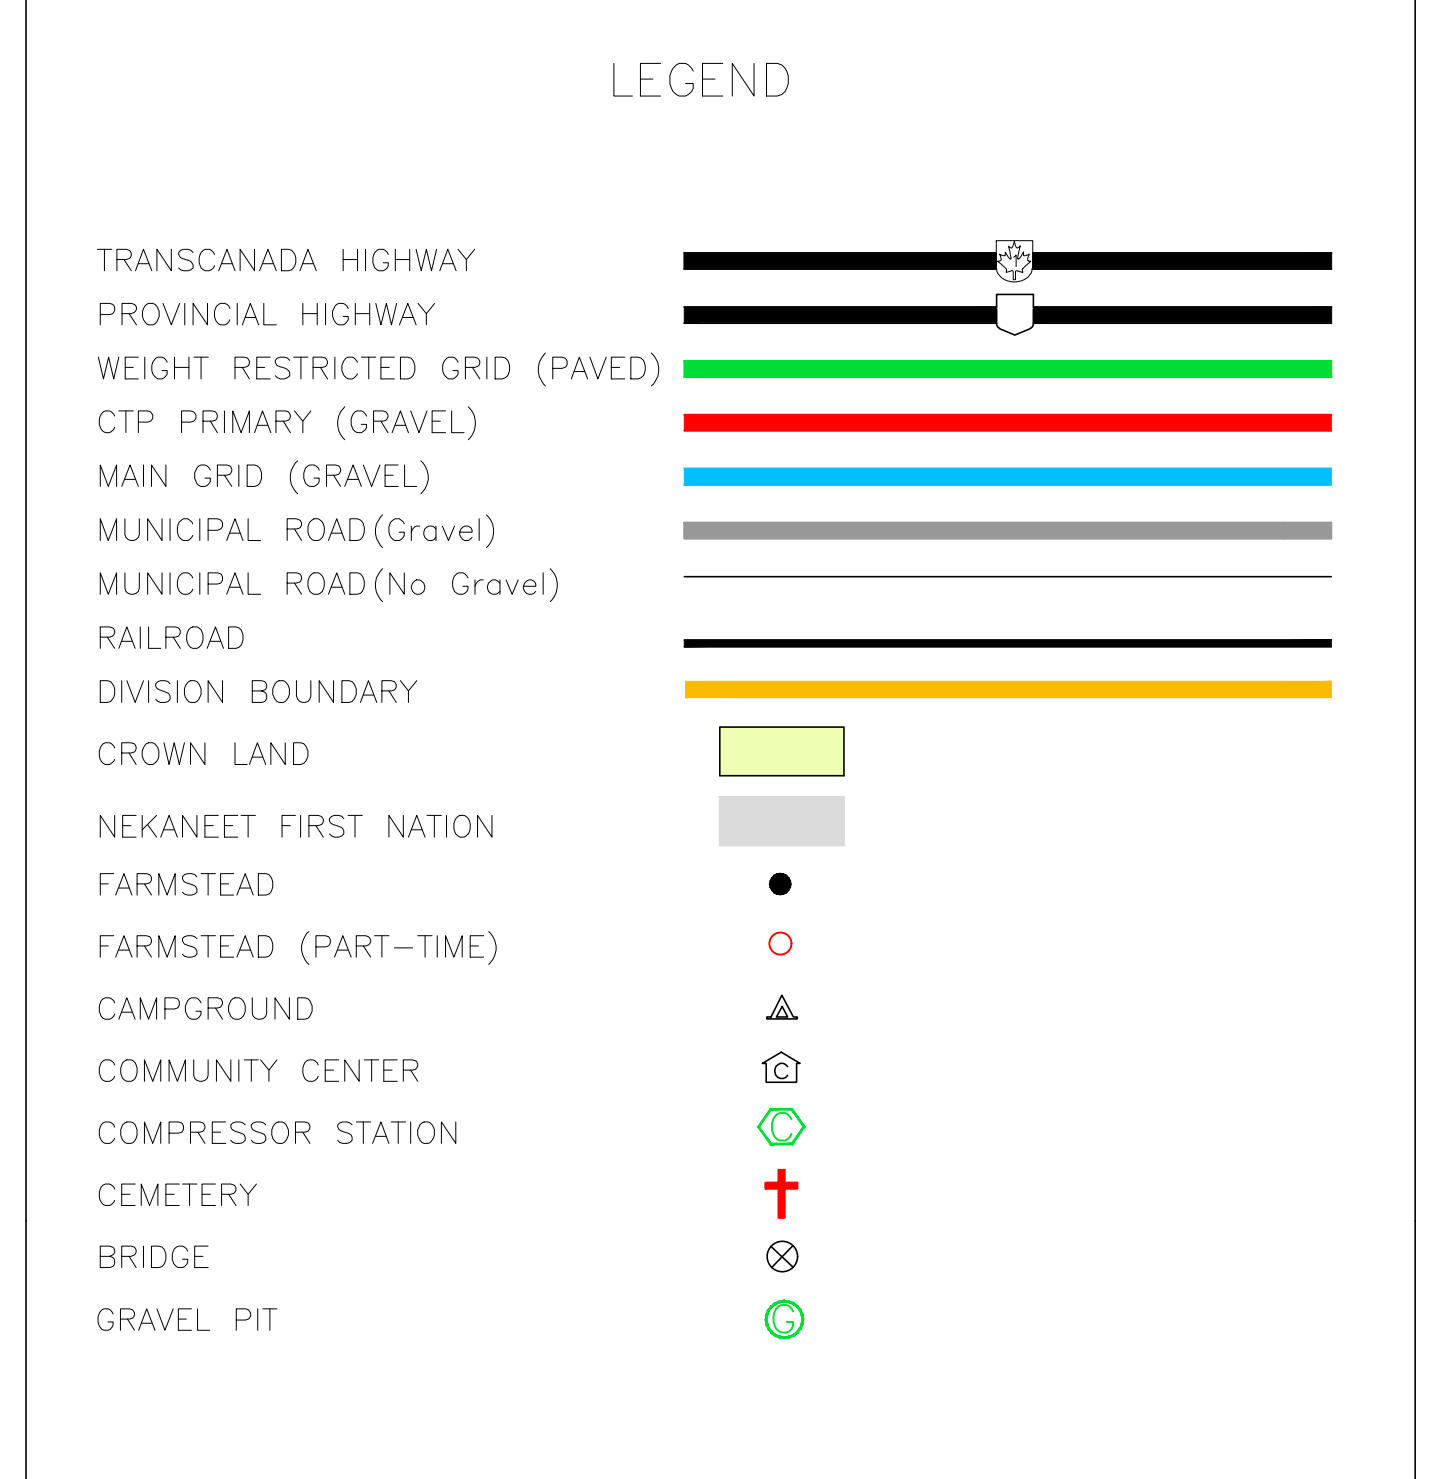 LEGEND
TRANSCANADA HIGHWAY
1
PROVINCIAL HIGHWAY
WEIGHT RESTRICTED GRID (PAVED)
CTP PRIMARY (GRAVEL)
MAIN GRID (GRAVEL)
MUNICIPAL ROAD(Gravel)
MUNICIPAL ROAD(No Gravel)
RAILROAD
DIVISION BOUNDARY
CROWN LAND
NEKANEET FIRST NATION
FARMSTEAD
FARMSTEAD (PART-TIME)
CAMPGROUND
COMMUNITY CENTER C
COMPRESSOR STATION C
CEMETERY
BRIDGE
GRAVEL PIT G